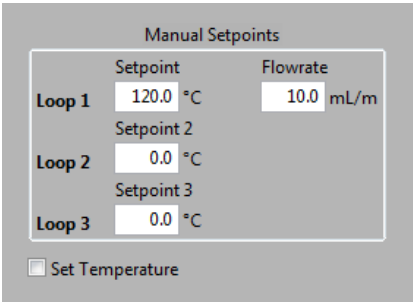 Manual Setpoints
Setpoint Flowrate
Loop 1 120.0 °C 10.0 mL/m
Setpoint 2
Loop 2 0.0 °C
Setpoint 3
Loop 3 0.0 °C
Set Temperature